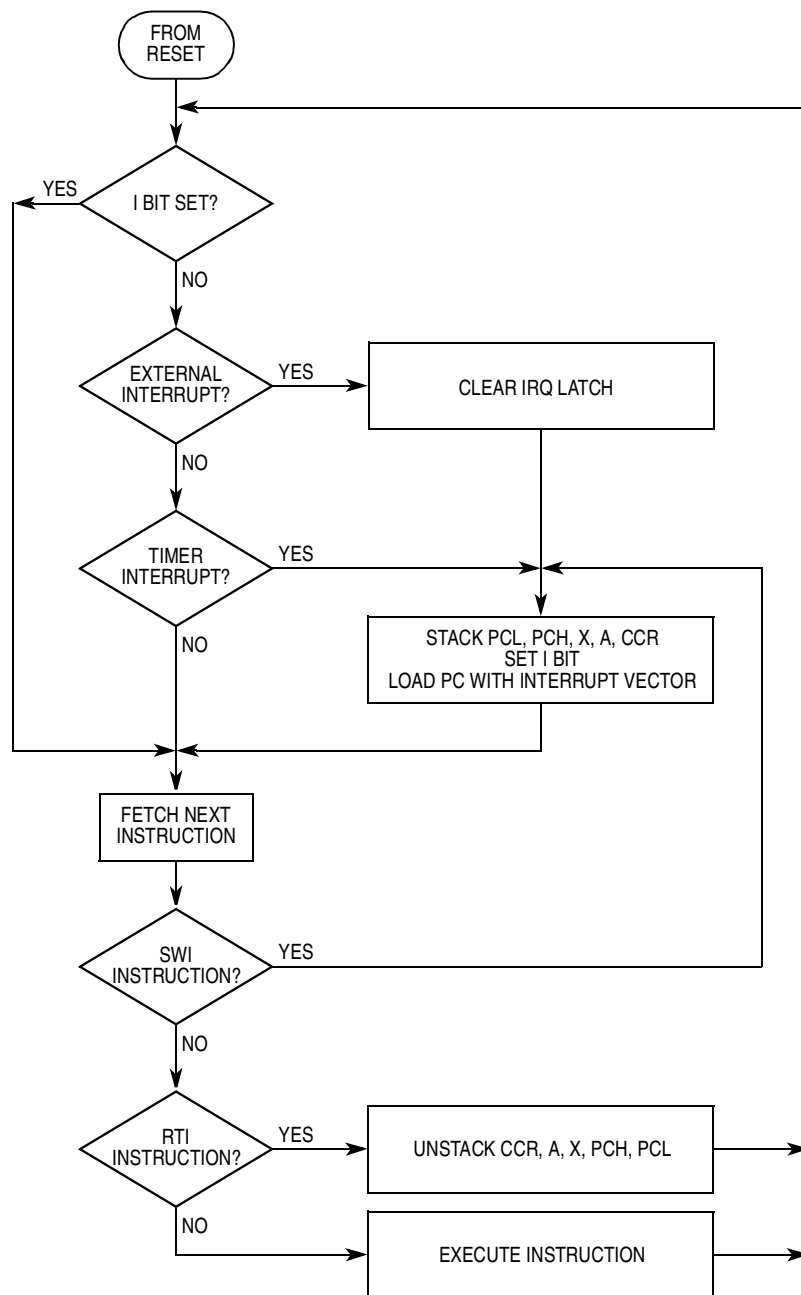 FROM
RESET
YES
I BIT SET?
NO
EXTERNAL
INTERRUPT?
YES
CLEAR IRQ LATCH
NO
TIMER
INTERRUPT?
YES
NO
STACK PCL, PCH, X, A, CCR
SET I BIT
LOAD PC WITH INTERRUPT VECTOR
FETCH NEXT
INSTRUCTION
SWI
INSTRUCTION?
YES
NO
RTI
INSTRUCTION?
YES
UNSTACK CCR, A, X, PCH, PCL
NO
EXECUTE INSTRUCTION